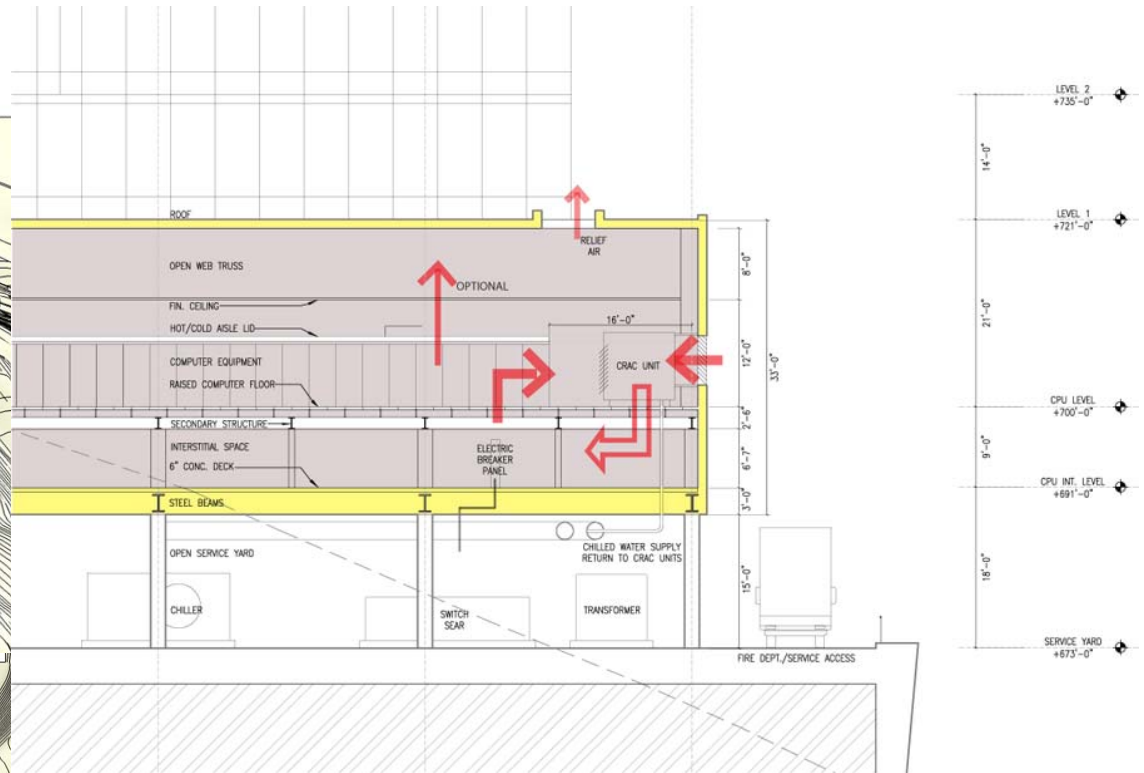 LEVEL 2
+735'-0"
14'-0"
ROOF
RELIEF
AIR
LEVEL 1
+721'-0"
OPEN WEB TRUSS
8'-0"
OPTIONAL
FIN. CEILING
21'-0"
HOT/COLD AISLE LID
16'-0"
COMPUTER EQUIPMENT
CRAC UNIT
12'-0"
33'-0"
RAISED COMPUTER FLOOR
CPU LEVEL
+700'-0"
SECONDARY STRUCTURE
2'-6"
INTERSTITIAL SPACE
ELECTRIC
BREAKER
PANEL
6'-7"
9'-0"
6" CONC. DECK
CPU INT. LEVEL
+691'-0"
STEEL BEAMS
3'-0"
OPEN SERVICE YARD
CHILLED WATER SUPPLY
RETURN TO CRAC UNITS
18'-0"
15'-0"
CHILLER
SWITCH
SEAR
TRANSFORMER
SERVICE YARD
+673'-0"
FIRE DEPT./SERVICE ACCESS